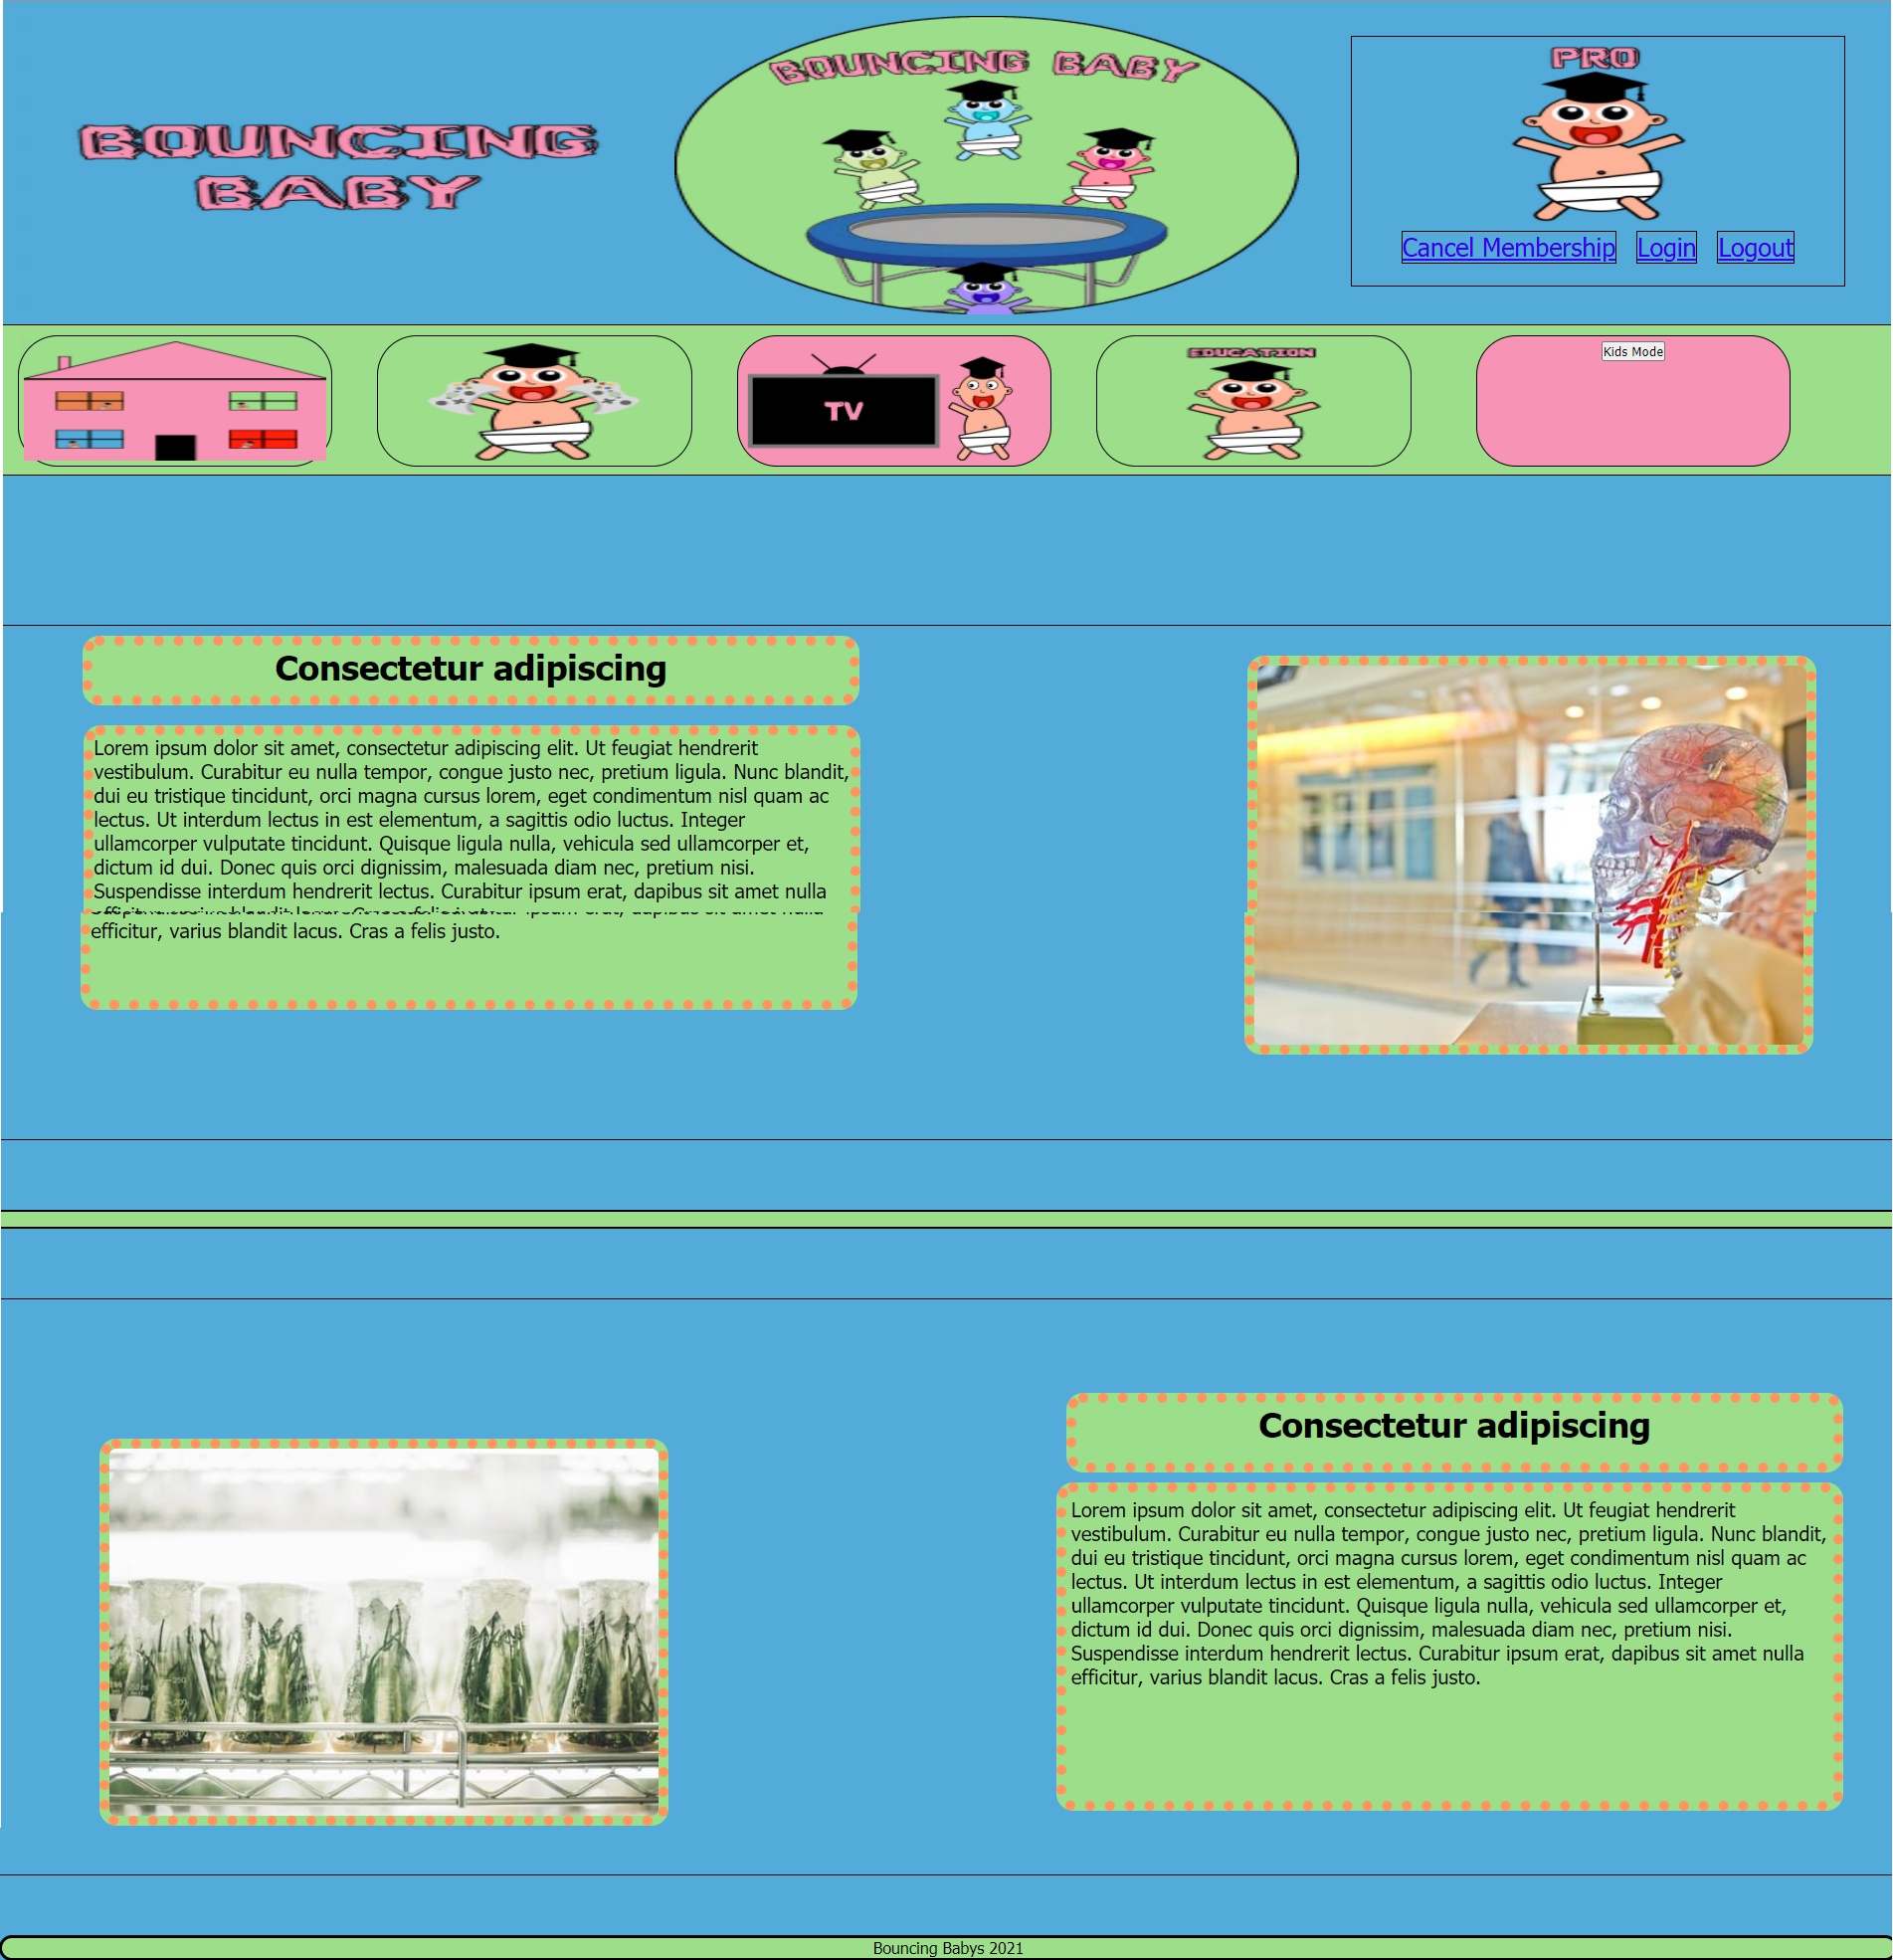 BOUNCING
BABY
BOUNCING BABY
PRO
Cancel Membership Login Logout
TV
EDUCATION
Kids Mode
Consectetur adipiscing
Lorem ipsum dolor sit amet, consectetur adipiscing elit. Ut feugiat hendrerit
vestibulum. Curabitur eu nulla tempor, congue justo nec, pretium ligula. Nunc blandit,
dui eu tristique tincidunt, orci magna cursus lorem, eget condimentum nisl quam ac
lectus. Ut interdum lectus in est elementum, a sagittis odio luctus. Integer
ullamcorper vulputate tincidunt. Quisque ligula nulla, vehicula sed ullamcorper et,
dictum id dui. Donec quis orci dignissim, malesuada diam nec, pretium nisi.
Suspendisse interdum hendrerit lectus. Curabitur ipsum erat, dapibus sit amet nulla
efficitur, varius blandit lacus. Cras a felis justo.
Consectetur adipiscing
Lorem ipsum dolor sit amet, consectetur adipiscing elit. Ut feugiat hendrerit
vestibulum. Curabitur eu nulla tempor, congue justo nec, pretium ligula. Nunc blandit,
dui eu tristique tincidunt, orci magna cursus lorem, eget condimentum nisl quam ac
lectus. Ut interdum lectus in est elementum, a sagittis odio luctus. Integer
ullamcorper vulputate tincidunt. Quisque ligula nulla, vehicula sed ullamcorper et,
dictum id dui. Donec quis orci dignissim, malesuada diam nec, pretium nisi.
Suspendisse interdum hendrerit lectus. Curabitur ipsum erat, dapibus sit amet nulla
efficitur, varius blandit lacus. Cras a felis justo.
Bouncing Babys 2021